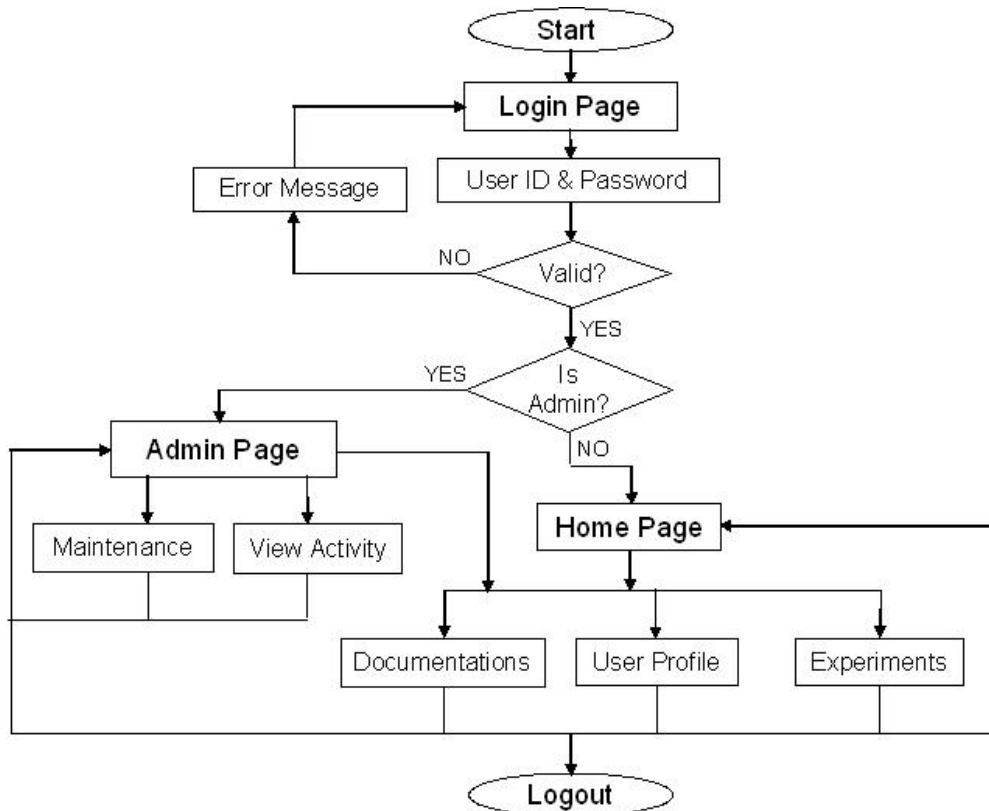 Start
Login Page
User ID & Password
Error Message
NO
Valid?
YES
YES
Is
Admin?
NO
Admin Page
Home Page
Maintenance
View Activity
Documentations
User Profile
Experiments
Logout